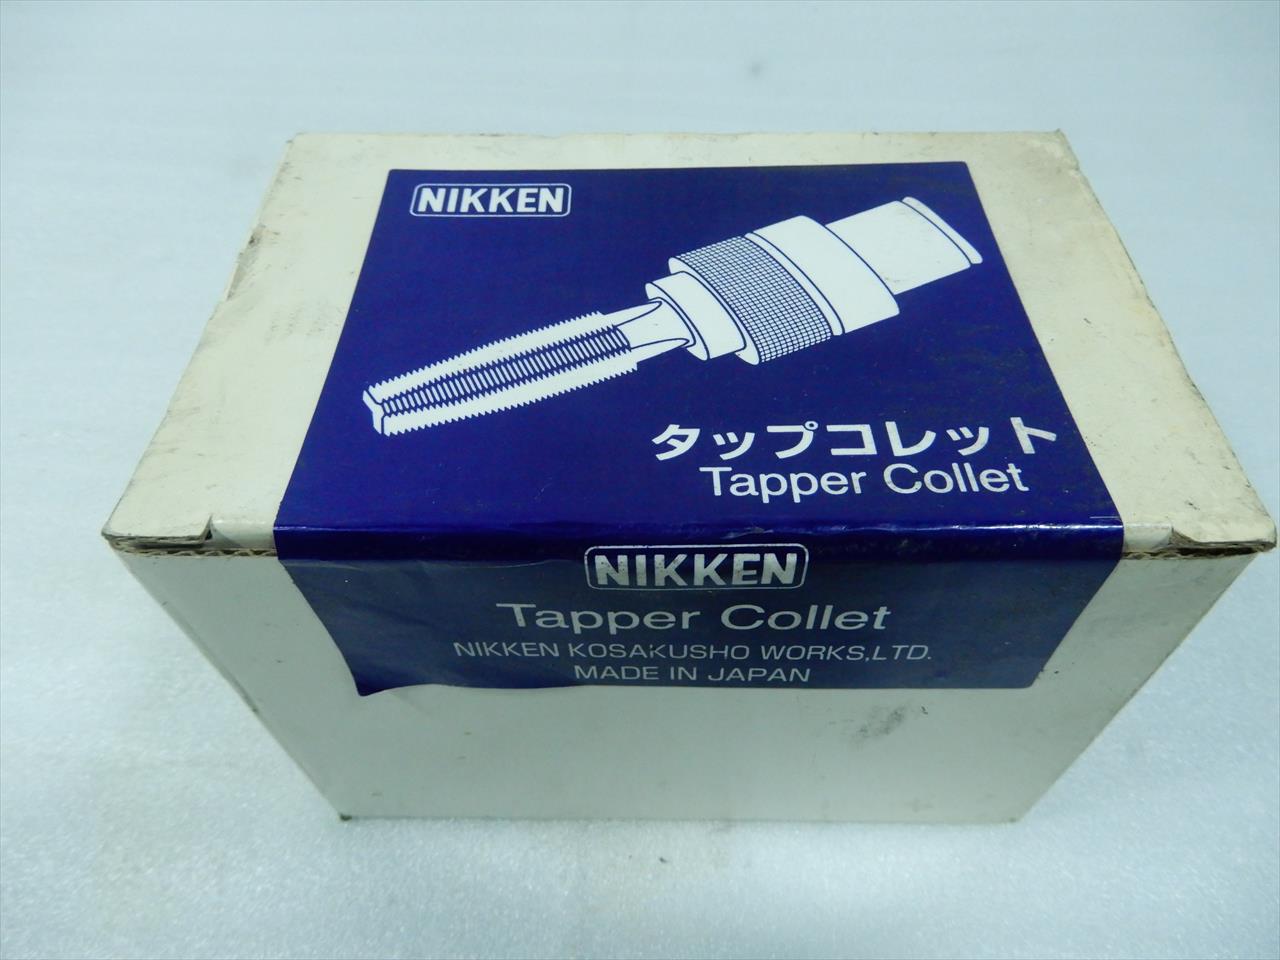 NIKKEN
タップコレット
Tapper Collet
NIKKEN
Tapper Collet
NIKKEN KOSAKUSHO WORKS,LTD.
MADE IN JAPAN